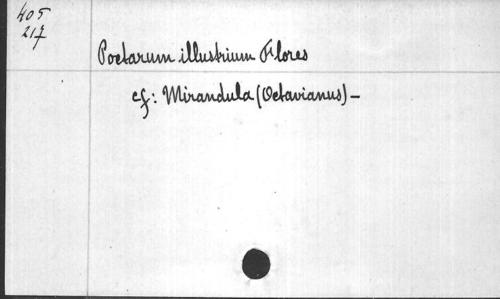 405
217
Poetarum illustrium Flores
cf: Mirandula (Octavianus) –